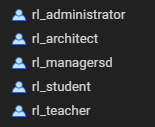 rl_administrator
rl_architect
rl_managersd
rl_student
rl_teacher